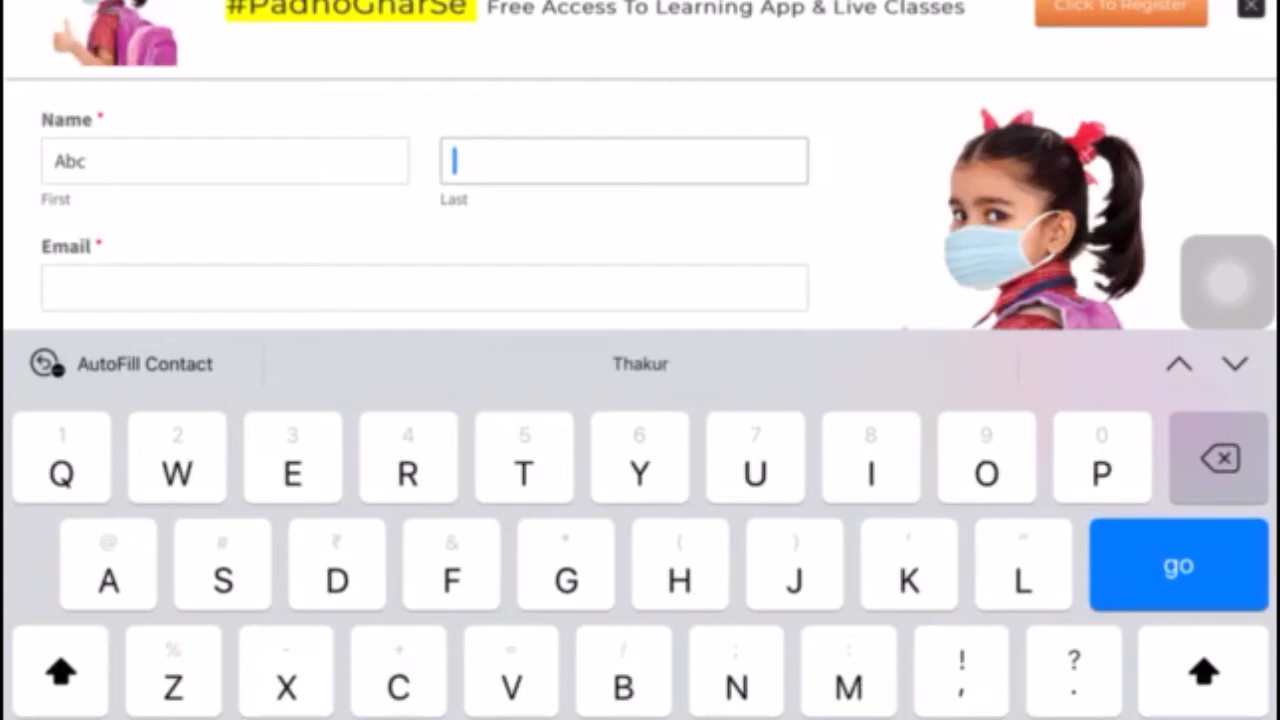 #PadhoGharSe Free Access To Learning App & Live Classes Click To Register
Name *
Abc
First Last
Email *
AutoFill Contact Thakur
1 2 3 4 5 6 7 8 9 0
Q W E R T Y U I O P
@ # ₹ & * ( ) ' "
A S D F G H J K L go
% - + = / ; : ! ?
Z X C V B N M , .